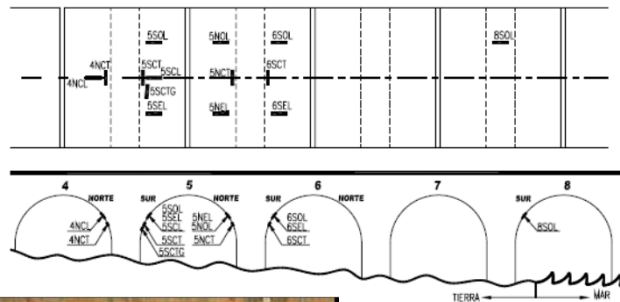 5SOL 5NOL 6SOL 8SOL
4NCT 5SCT 5SCL 5NCT 6SCT
4NCL
5SCTG
5SEL 5NEL 6SEL
4 5 6 7 8
NORTE SUR NORTE SUR NORTE SUR
5SOL
5SEL 5NEL 6SOL 8SOL
4NCL 5SCL 5NOL 6SEL
4NCT 5SCT 5NCT 6SCT
5SCTG
TIERRA MAR